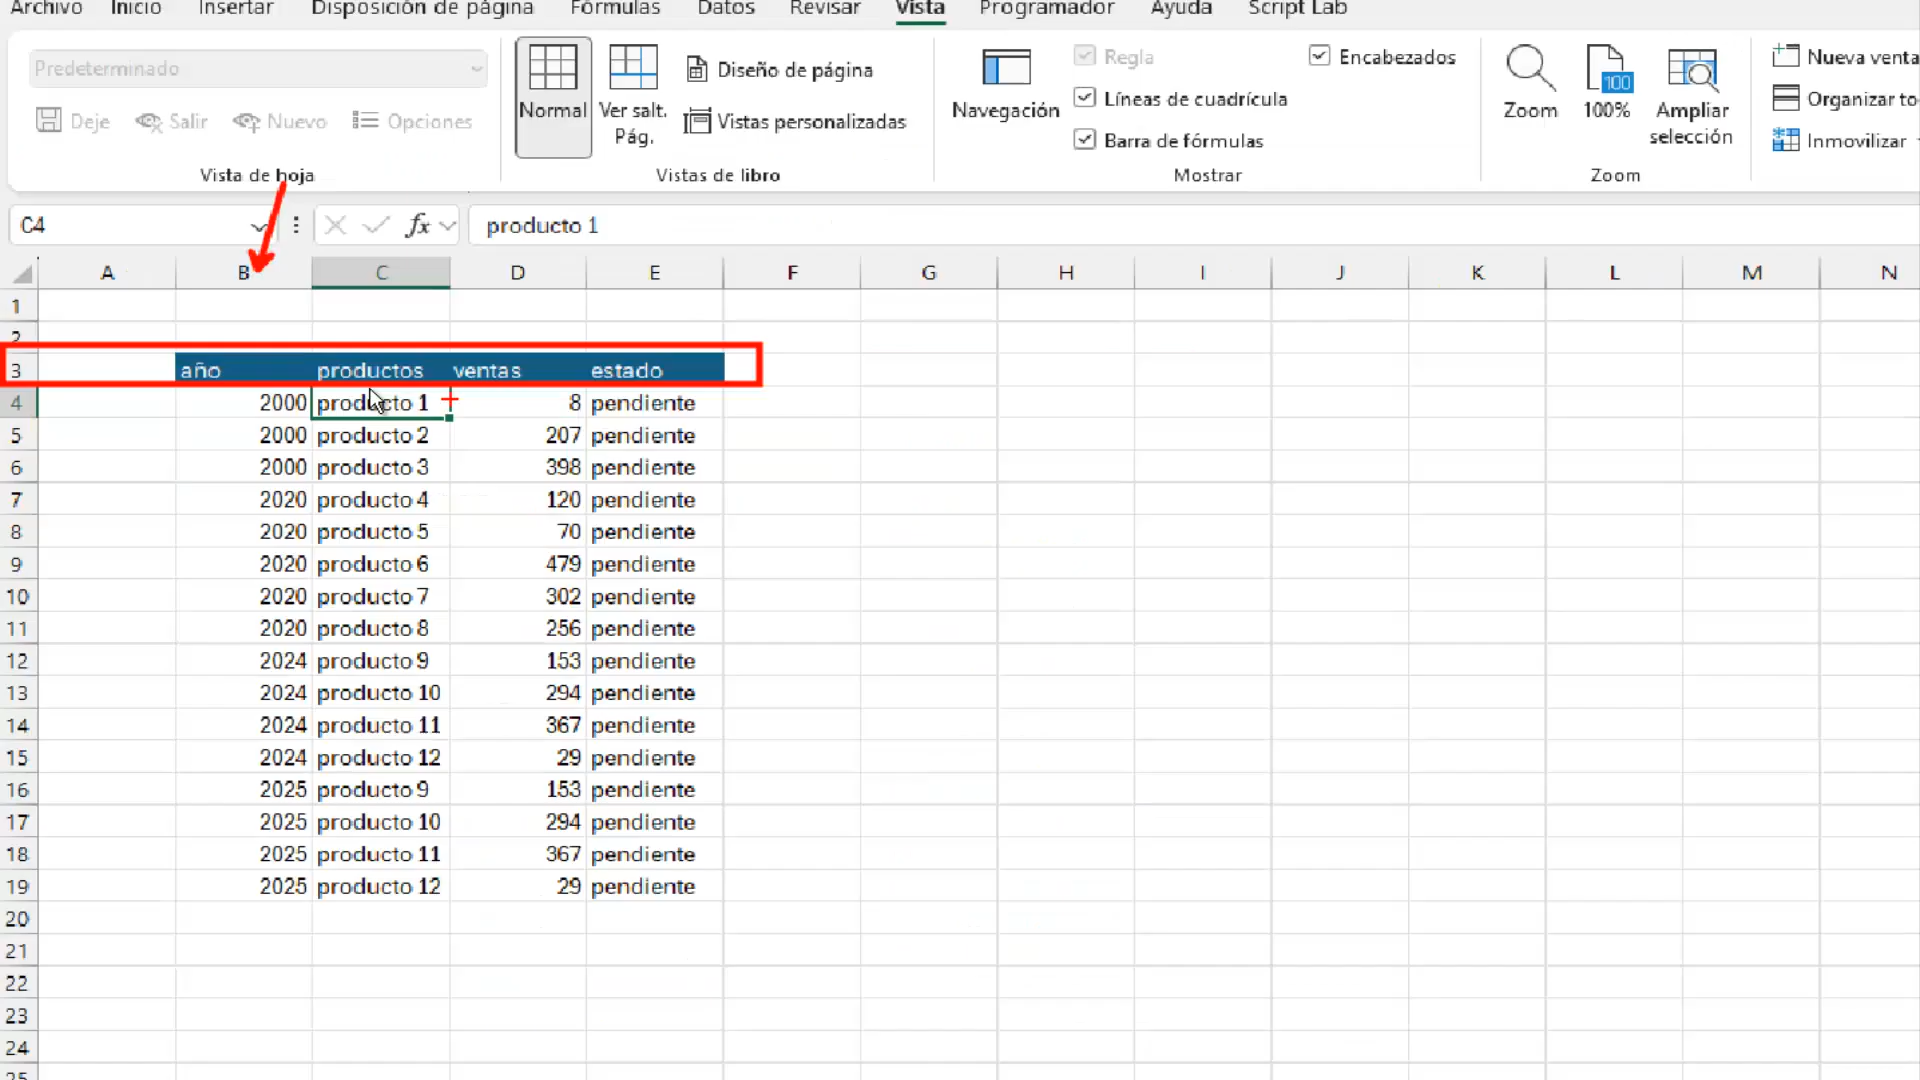 Archivo Inicio Insertar Disposición de página Fórmulas Datos Revisar Vista Programador Ayuda Script Lab
Predeterminado
Deje Salir Nuevo Opciones
Vista de hoja
Normal
Ver salt.
Pág.
Diseño de página
Vistas personalizadas
Vistas de libro
Navegación
Regla
Líneas de cuadrícula
Barra de fórmulas
Encabezados
Mostrar
Zoom
100
100%
Ampliar
selección
Zoom
Nueva venta
Organizar to
Inmovilizar
C4 fx producto 1
A B C D E F G H I J K L M N
1
2
3 año productos ventas estado
4 2000 producto 1 8 pendiente
5 2000 producto 2 207 pendiente
6 2000 producto 3 398 pendiente
7 2020 producto 4 120 pendiente
8 2020 producto 5 70 pendiente
9 2020 producto 6 479 pendiente
10 2020 producto 7 302 pendiente
11 2020 producto 8 256 pendiente
12 2024 producto 9 153 pendiente
13 2024 producto 10 294 pendiente
14 2024 producto 11 367 pendiente
15 2024 producto 12 29 pendiente
16 2025 producto 9 153 pendiente
17 2025 producto 10 294 pendiente
18 2025 producto 11 367 pendiente
19 2025 producto 12 29 pendiente
20
21
22
23
24
25